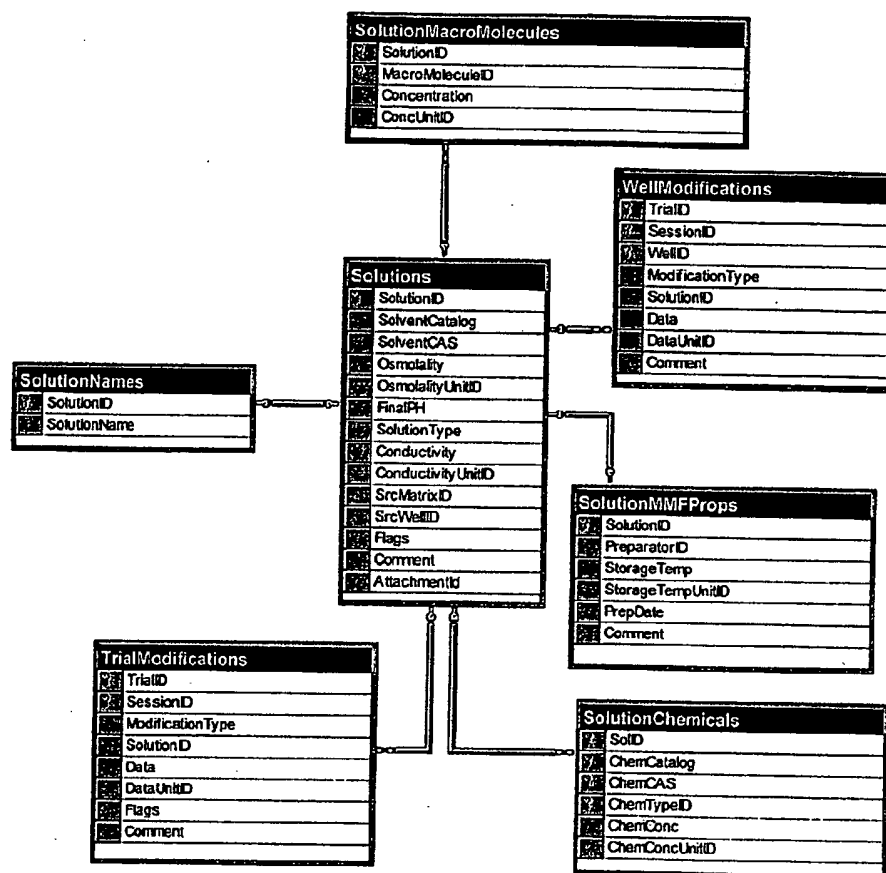 SolutionMacroMolecules
SolutionID
MacroMoleculeID
Concentration
ConcUnitID
WellModifications
TrialID
SessionID
WellID
ModificationType
SolutionID
Data
DataUnitID
Comment
Solutions
SolutionID
SolventCatalog
SolventCAS
Osmolality
OsmolalityUnitID
FinalPH
SolutionType
Conductivity
ConductivityUnitID
SrcMatrixID
SrcWellID
Flags
Comment
AttachmentId
SolutionNames
SolutionID
SolutionName
SolutionMMFProps
SolutionID
PreparatorID
StorageTemp
StorageTempUnitID
PrepDate
Comment
TrialModifications
TrialID
SessionID
ModificationType
SolutionID
Data
DataUnitID
Flags
Comment
SolutionChemicals
SolID
ChemCatalog
ChemCAS
ChemTypeID
ChemConc
ChemConcUnitID